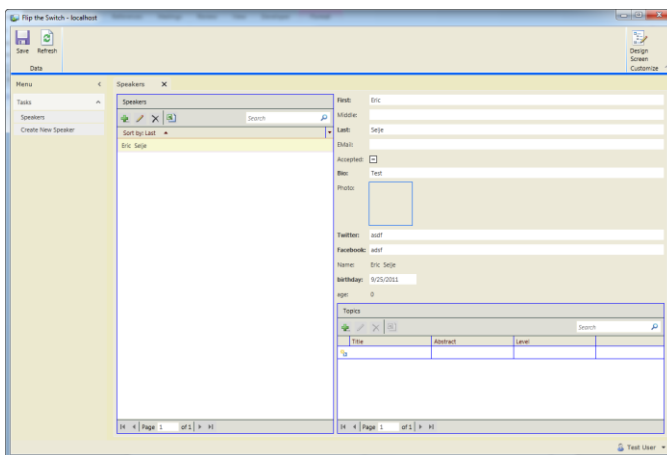 Flip the Switch - localhost
Save Refresh
Data
Design
Screen
Customize
Menu
Speakers
Tasks
Speakers
Create New Speaker
Speakers
Search
Sort by: Last
Eric Selje
Page 1 of 1
First: Eric
Middle:
Last: Selje
EMail:
Accepted:
Bio: Test
Photo:
Twitter: asdf
Facebook: adsf
Name: Eric Selje
birthday: 9/25/2011
age: 0
Topics
Search
Title Abstract Level
Page 1 of 1
Test User